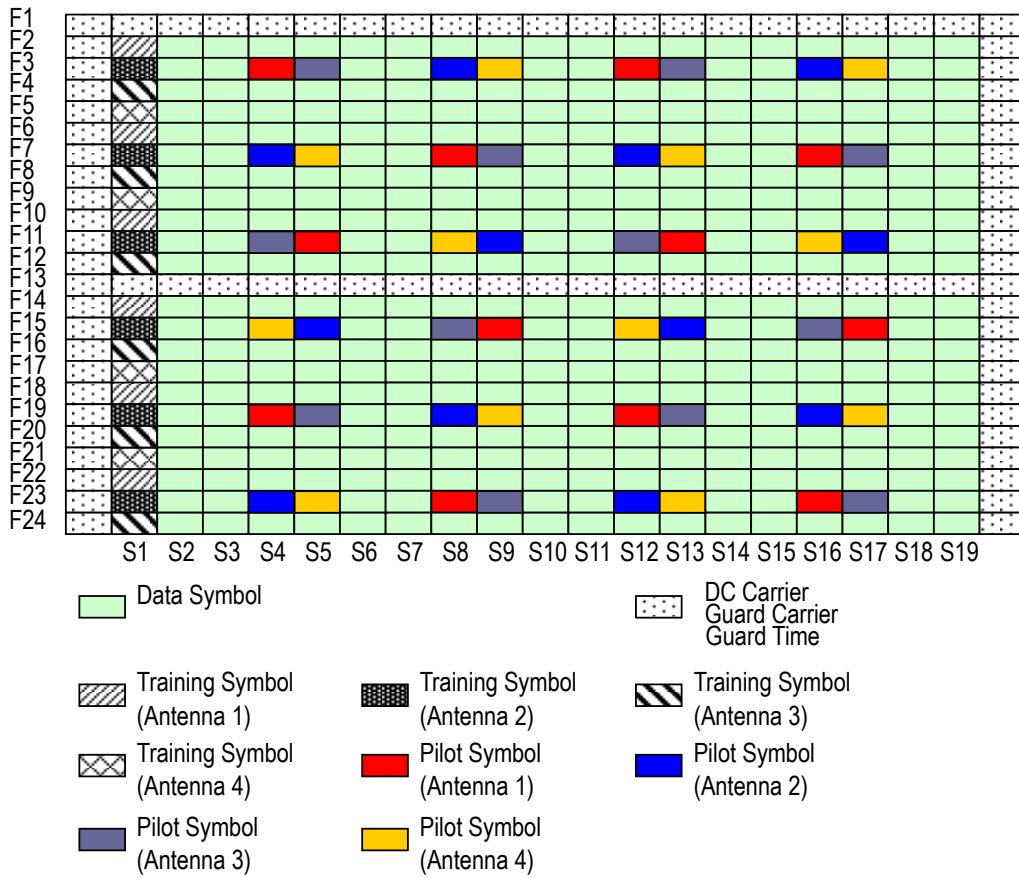 F1
F2
F3
F4
F5
F6
F7
F8
F9
F10
F11
F12
F13
F14
F15
F16
F17
F18
F19
F20
F21
F22
F23
F24
S1 S2 S3 S4 S5 S6 S7 S8 S9 S10 S11 S12 S13 S14 S15 S16 S17 S18 S19
Data Symbol
DC Carrier
Guard Carrier
Guard Time
Training Symbol
(Antenna 1)
Training Symbol
(Antenna 2)
Training Symbol
(Antenna 3)
Training Symbol
(Antenna 4)
Pilot Symbol
(Antenna 1)
Pilot Symbol
(Antenna 2)
Pilot Symbol
(Antenna 3)
Pilot Symbol
(Antenna 4)